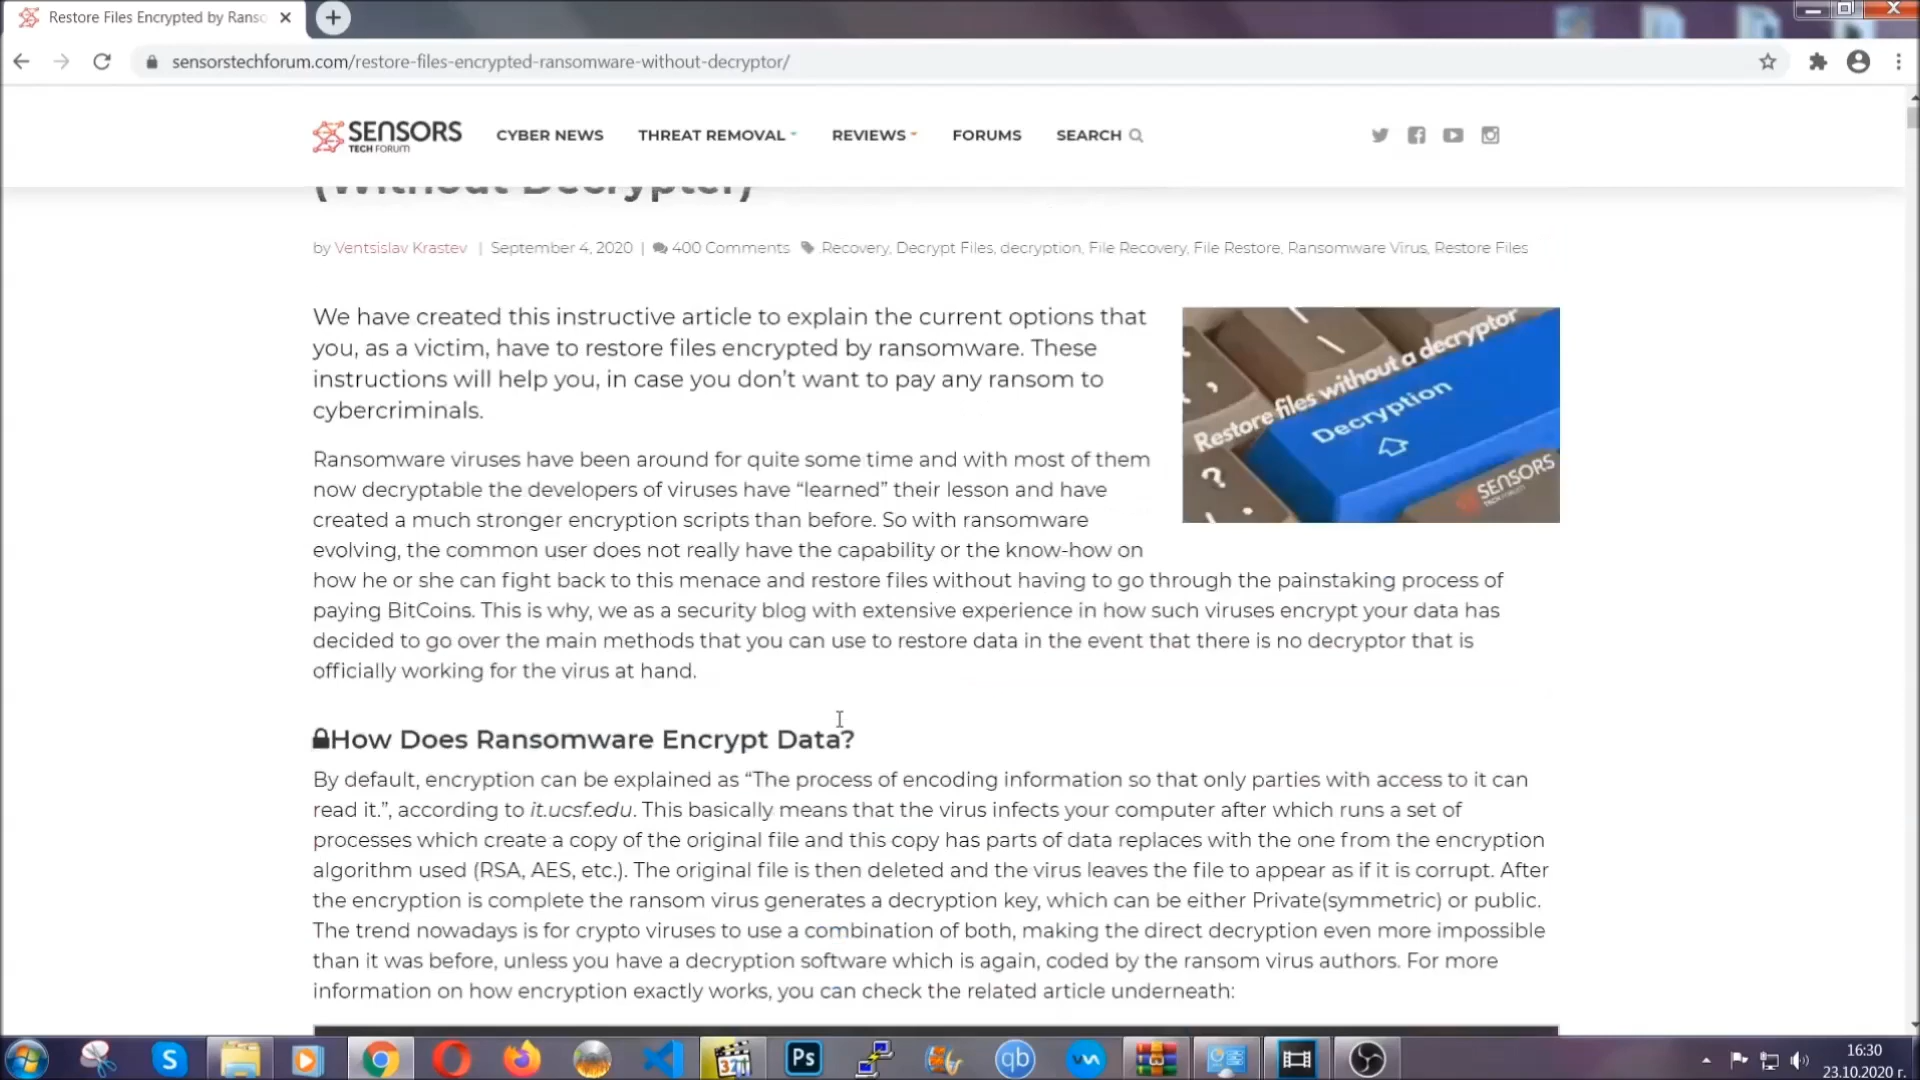 Restore Files Encrypted by Ranso
sensorstechforum.com/restore-files-encrypted-ransomware-without-decryptor/
SENSORS
TECH FORUM
CYBER NEWS
THREAT REMOVAL
REVIEWS
FORUMS
SEARCH
(Without Decrypter)
by Ventsislav Krastev | September 4, 2020 | 400 Comments Recovery, Decrypt Files, decryption, File Recovery, File Restore, Ransomware Virus, Restore Files
We have created this instructive article to explain the current options that
you, as a victim, have to restore files encrypted by ransomware. These
instructions will help you, in case you don’t want to pay any ransom to
cybercriminals.
Restore files without a decryptor
Decryption
SENSORS
Ransomware viruses have been around for quite some time and with most of them
now decryptable the developers of viruses have “learned” their lesson and have
created a much stronger encryption scripts than before. So with ransomware
evolving, the common user does not really have the capability or the know-how on
how he or she can fight back to this menace and restore files without having to go through the painstaking process of
paying BitCoins. This is why, we as a security blog with extensive experience in how such viruses encrypt your data has
decided to go over the main methods that you can use to restore data in the event that there is no decryptor that is
officially working for the virus at hand.
How Does Ransomware Encrypt Data?
By default, encryption can be explained as “The process of encoding information so that only parties with access to it can
read it.”, according to it.ucsf.edu. This basically means that the virus infects your computer after which runs a set of
processes which create a copy of the original file and this copy has parts of data replaces with the one from the encryption
algorithm used (RSA, AES, etc.). The original file is then deleted and the virus leaves the file to appear as if it is corrupt. After
the encryption is complete the ransom virus generates a decryption key, which can be either Private(symmetric) or public.
The trend nowadays is for crypto viruses to use a combination of both, making the direct decryption even more impossible
than it was before, unless you have a decryption software which is again, coded by the ransom virus authors. For more
information on how encryption exactly works, you can check the related article underneath:
Ps
qb
16:30
23.10.2020 г.